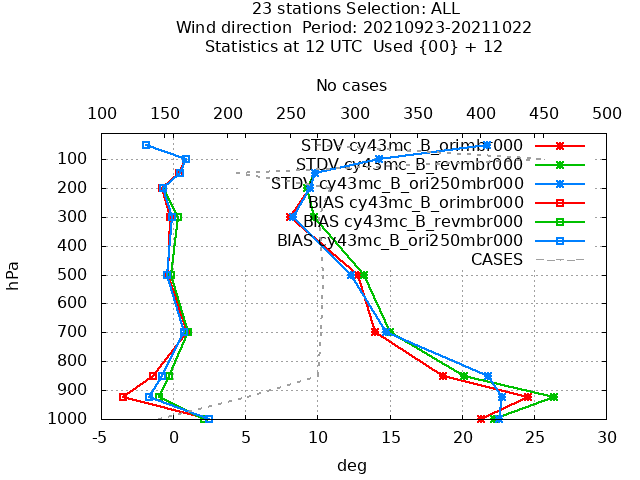 23 stations Selection: ALL
Wind direction  Period: 20210923-20211022
Statistics at 12 UTC  Used {00} + 12
No cases
100 150 200 250 300 350 400 450 500
STDV cy43mc_B_orimbr000
100
STDV cy43mc_B_revmbr000
STDV cy43mc_B_ori250mbr000
200
BIAS cy43mc_B_orimbr000
300
BIAS cy43mc_B_revmbr000
BIAS cy43mc_B_ori250mbr000
400
CASES
hPa
500
600
700
800
900
1000
-5 0 5 10 15 20 25 30
deg